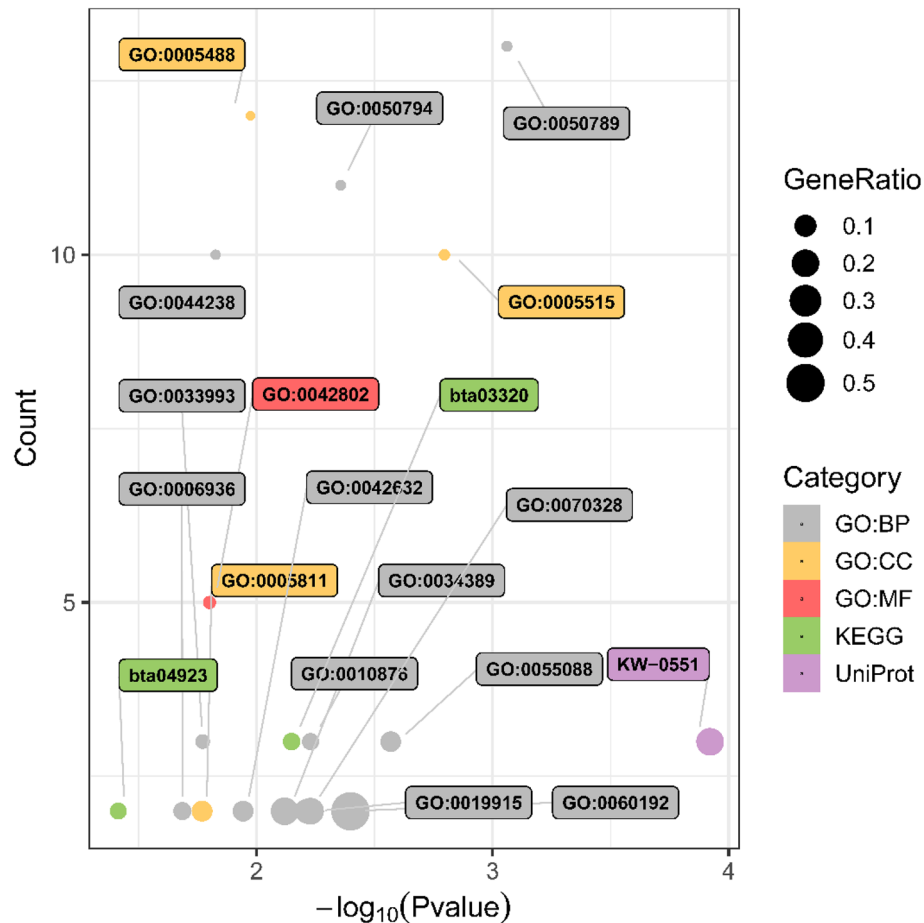 GO:0005488
GO:0050794
GO:0050789
GO:0044238
GO:0005515
GO:0033993
GO:0042802
bta03320
GO:0006936
GO:0042632
GO:0070328
GO:0005811
GO:0034389
bta04923
GO:0010876
GO:0055088
KW−0551
GO:0019915
GO:0060192
10
5
Count
2
3
4
−log10(Pvalue)
GeneRatio
0.1
0.2
0.3
0.4
0.5
Category
GO:BP
GO:CC
GO:MF
KEGG
UniProt